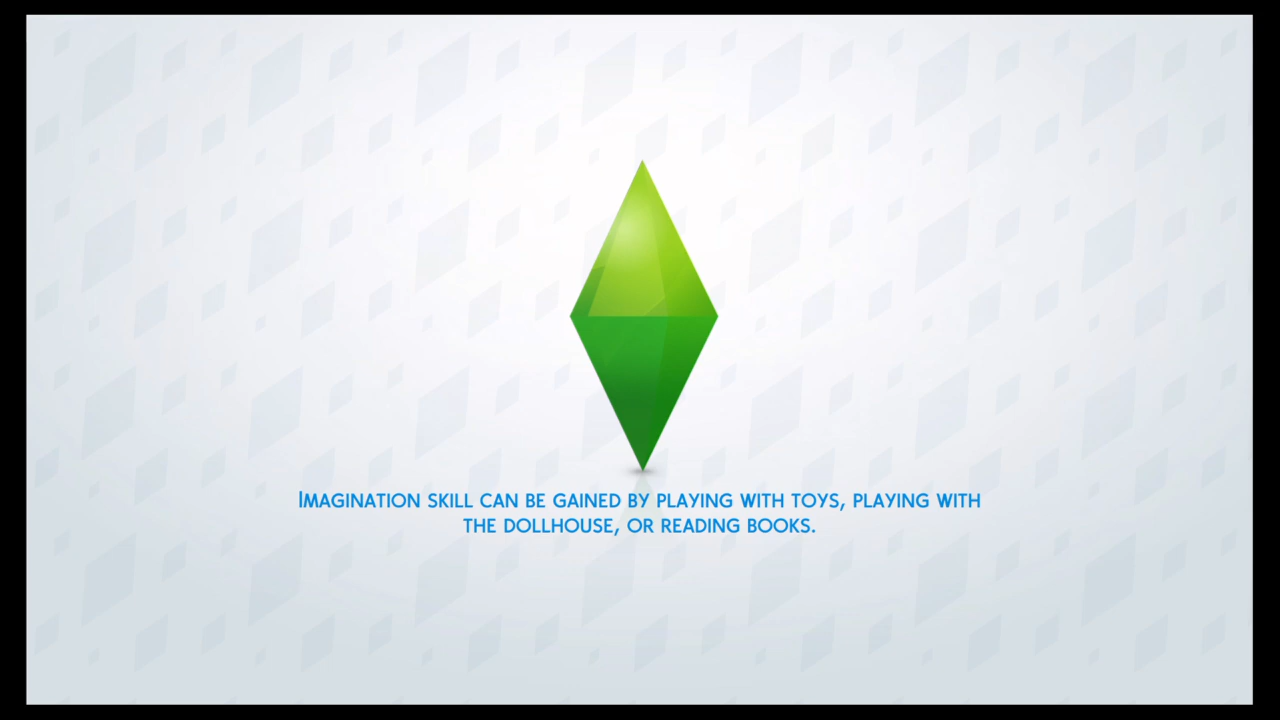 Imagination skill can be gained by playing with toys, playing with
the dollhouse, or reading books.